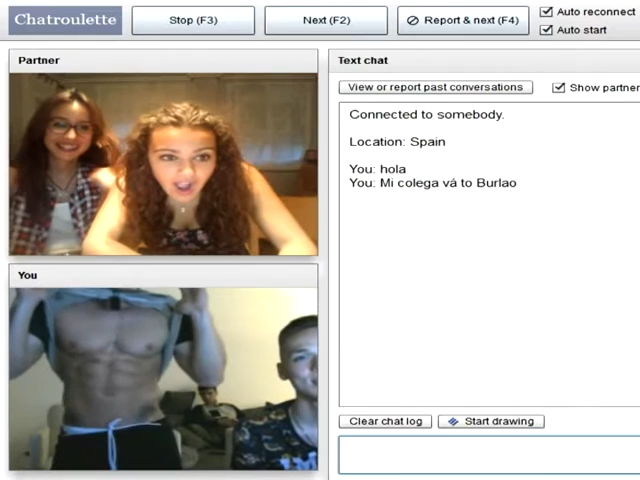 Chatroulette
Stop (F3)
Next (F2)
Report & next (F4)
Auto reconnect
Auto start
Partner
Text chat
View or report past conversations
Show partner
Connected to somebody.
Location: Spain
You: hola
You: Mi colega vá to Burlao
You
Clear chat log
Start drawing